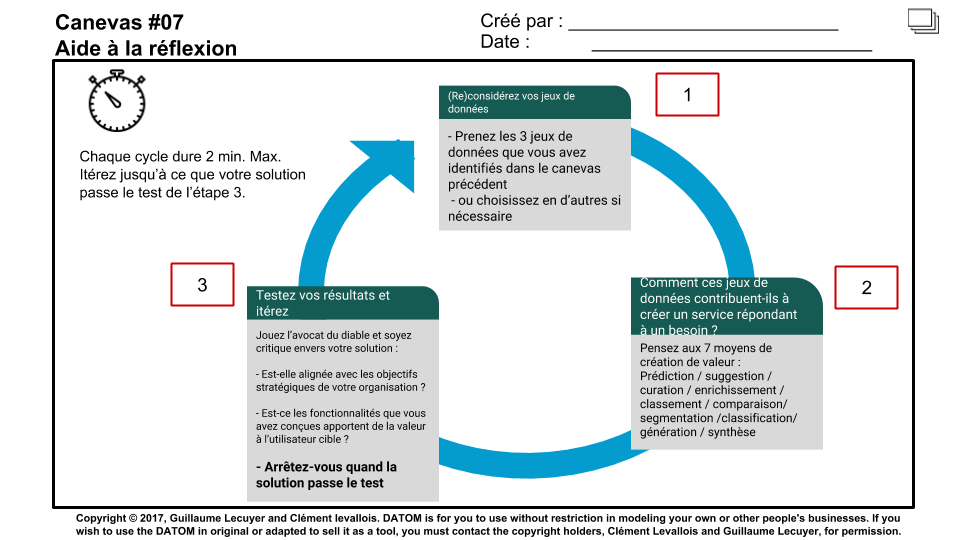 Canevas #07
Aide à la réflexion
Créé par : ___________________________
Date : ____________________________
Chaque cycle dure 2 min. Max.
Itérez jusqu'à ce que votre solution
passe le test de l'étape 3.
1
(Re)considérez vos jeux de
données
- Prenez les 3 jeux de
données que vous avez
identifiés dans le canevas
précédent
- ou choisissez en d'autres si
nécessaire
2
Comment ces jeux de
données contribuent-ils à
créer un service répondant
à un besoin ?
Pensez aux 7 moyens de
création de valeur :
Prédiction / suggestion /
curation / enrichissement /
classement / comparaison/
segmentation /classification/
génération / synthèse
3
Testez vos résultats et
itérez
Jouez l'avocat du diable et soyez
critique envers votre solution :
- Est-elle alignée avec les objectifs
stratégiques de votre organisation ?
- Est-ce les fonctionnalités que vous
avez conçues apportent de la valeur
à l'utilisateur cible ?
- Arrêtez-vous quand la
solution passe le test
Copyright © 2017, Guillaume Lecuyer and Clément levallois. DATOM is for you to use without restriction in modeling your own or other people's businesses. If you
wish to use the DATOM in original or adapted to sell it as a tool, you must contact the copyright holders, Clément Levallois and Guillaume Lecuyer, for permission.